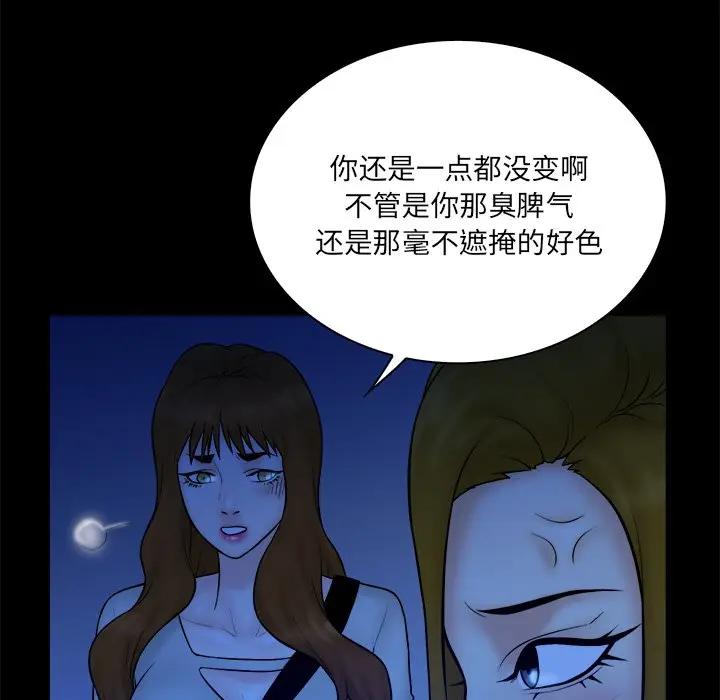 你还是一点都没变啊
不管是你那臭脾气
还是那毫不遮掩的好色